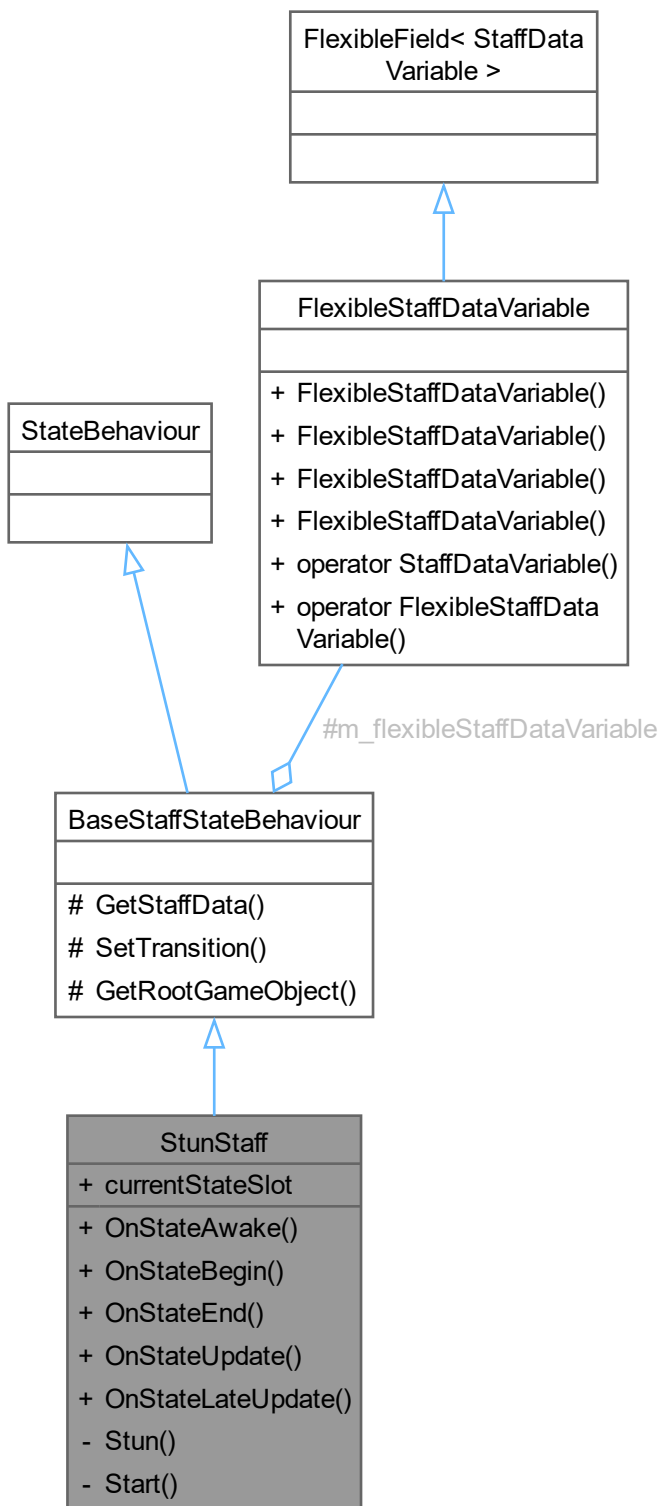 FlexibleField< StaffData
Variable >
FlexibleStaffDataVariable
+ FlexibleStaffDataVariable()
+ FlexibleStaffDataVariable()
+ FlexibleStaffDataVariable()
+ FlexibleStaffDataVariable()
+ operator StaffDataVariable()
+ operator FlexibleStaffData
Variable()
StateBehaviour
#m_flexibleStaffDataVariable
BaseStaffStateBehaviour
# GetStaffData()
# SetTransition()
# GetRootGameObject()
StunStaff
+ currentStateSlot
+ OnStateAwake()
+ OnStateBegin()
+ OnStateEnd()
+ OnStateUpdate()
+ OnStateLateUpdate()
- Stun()
- Start()